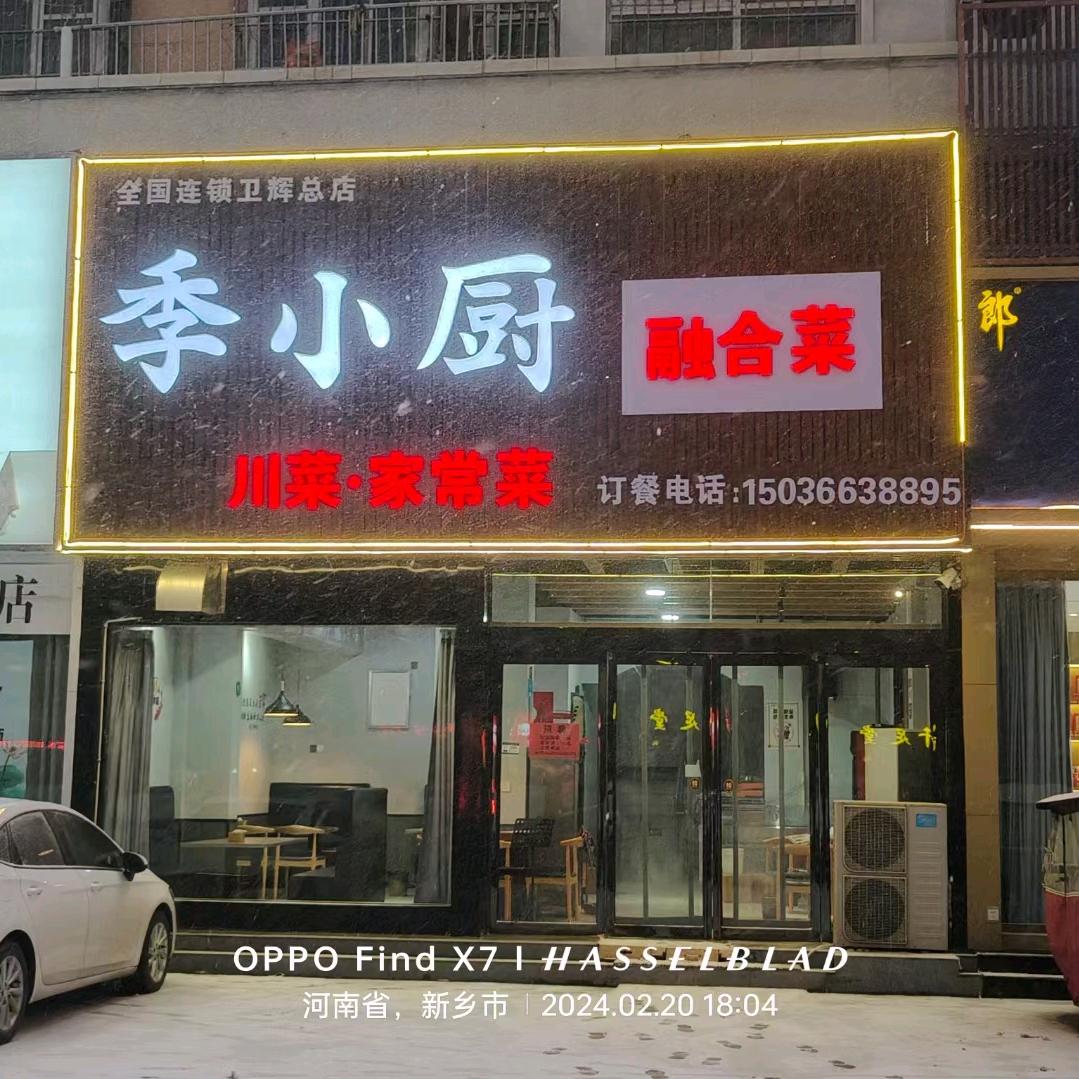 全国连锁卫辉总店
季小厨
融合菜
郎
川菜·家常菜
订餐电话:15036638895
店
OPPO Find X7 | HASSELBLAD
河南省，新乡市 | 2024.02.20 18:04